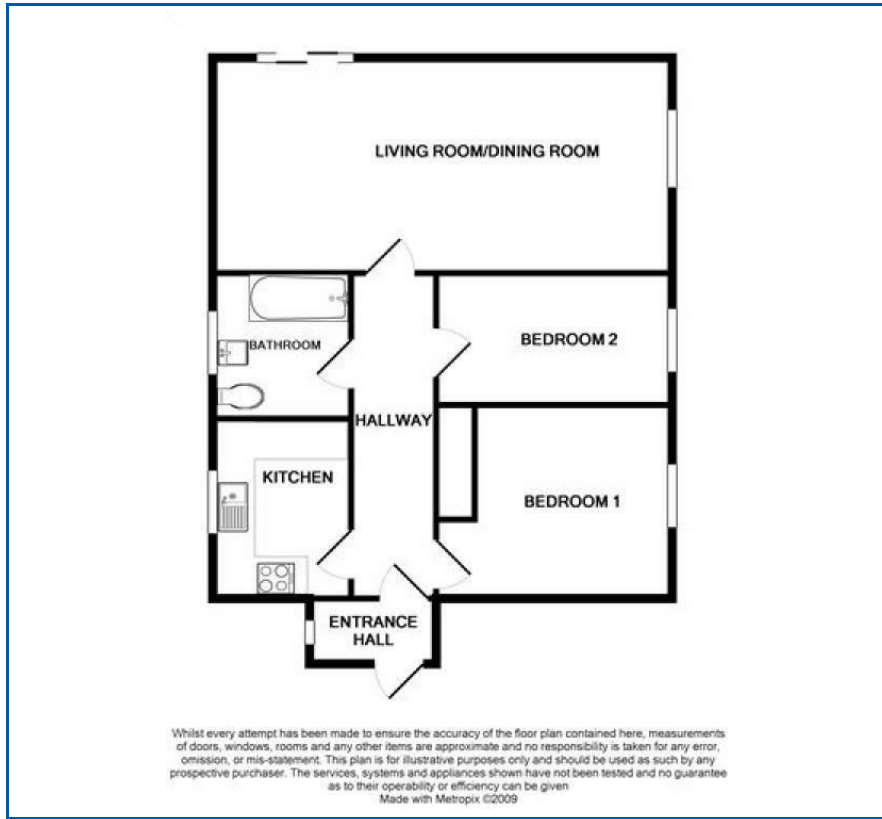 LIVING ROOM/DINING ROOM
BATHROOM
BEDROOM 2
HALLWAY
KITCHEN
BEDROOM 1
ENTRANCE
HALL
Whilst every attempt has been made to ensure the accuracy of the floor plan contained here, measurements
of doors, windows, rooms and any other items are approximate and no responsibility is taken for any error,
omission, or mis-statement. This plan is for illustrative purposes only and should be used as such by any
prospective purchaser. The services, systems and appliances shown have not been tested and no guarantee
as to their operability or efficiency can be given
Made with Metropix ©2009